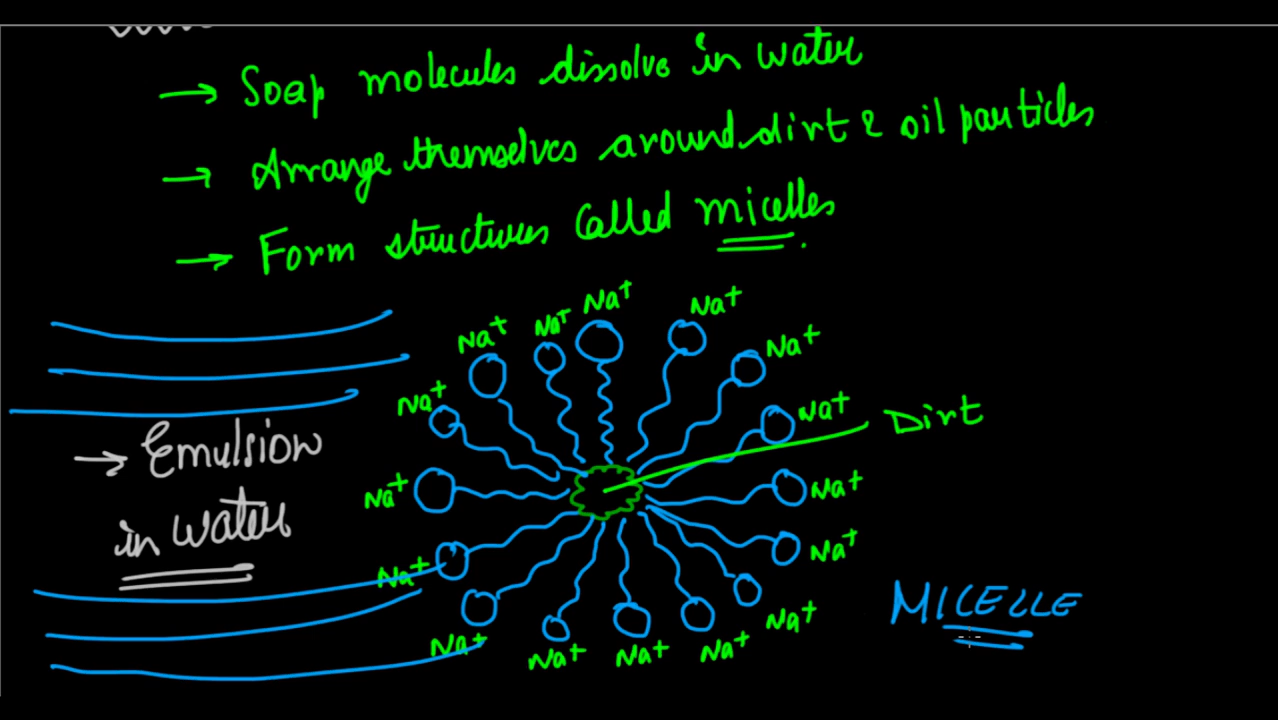 → Soap molecules dissolve in water
→ Arrange themselves around dirt & oil particles
→ Form structures called micelles.
Na⁺ Na⁺ Na⁺ Na⁺ Na⁺
Na⁺ Na⁺ Dirt
→ Emulsion
in water
Na⁺ Na⁺
Na⁺ Na⁺
MICELLE
Na⁺ Na⁺ Na⁺ Na⁺ Na⁺